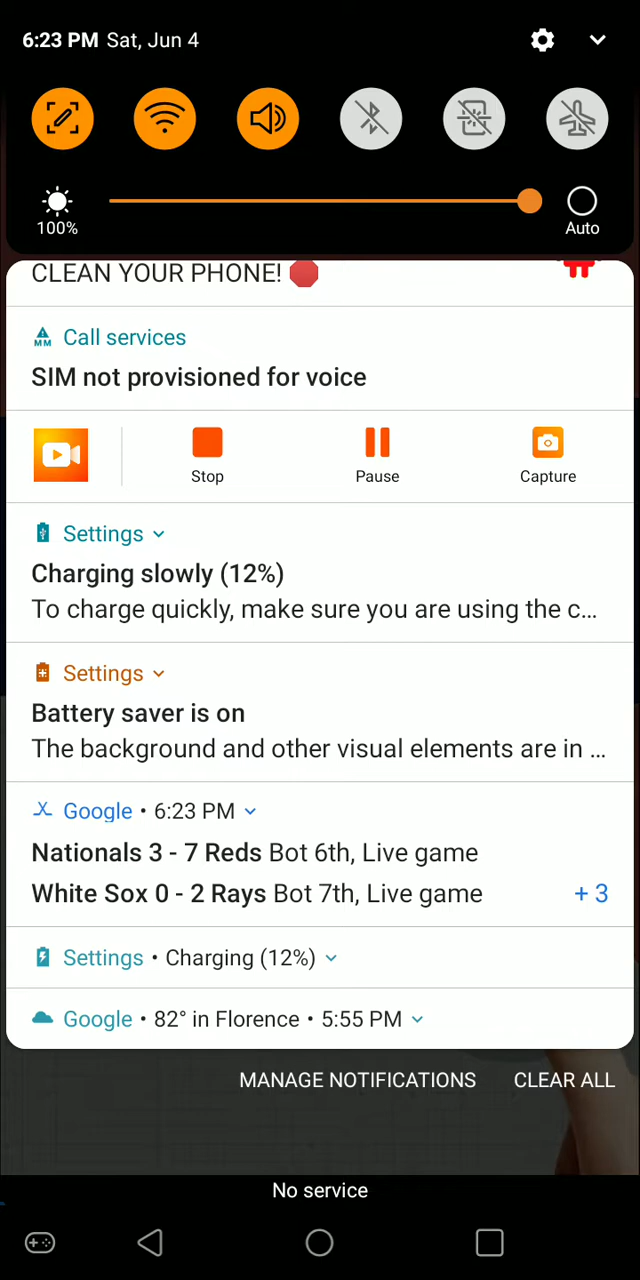 6:23 PM Sat, Jun 4
100%
Auto
CLEAN YOUR PHONE!
MM Call services
SIM not provisioned for voice
Stop Pause Capture
Settings
Charging slowly (12%)
To charge quickly, make sure you are using the c...
Settings
Battery saver is on
The background and other visual elements are in ...
Google • 6:23 PM
Nationals 3 - 7 Reds Bot 6th, Live game
White Sox 0 - 2 Rays Bot 7th, Live game + 3
Settings • Charging (12%)
Google • 82° in Florence • 5:55 PM
MANAGE NOTIFICATIONS CLEAR ALL
No service